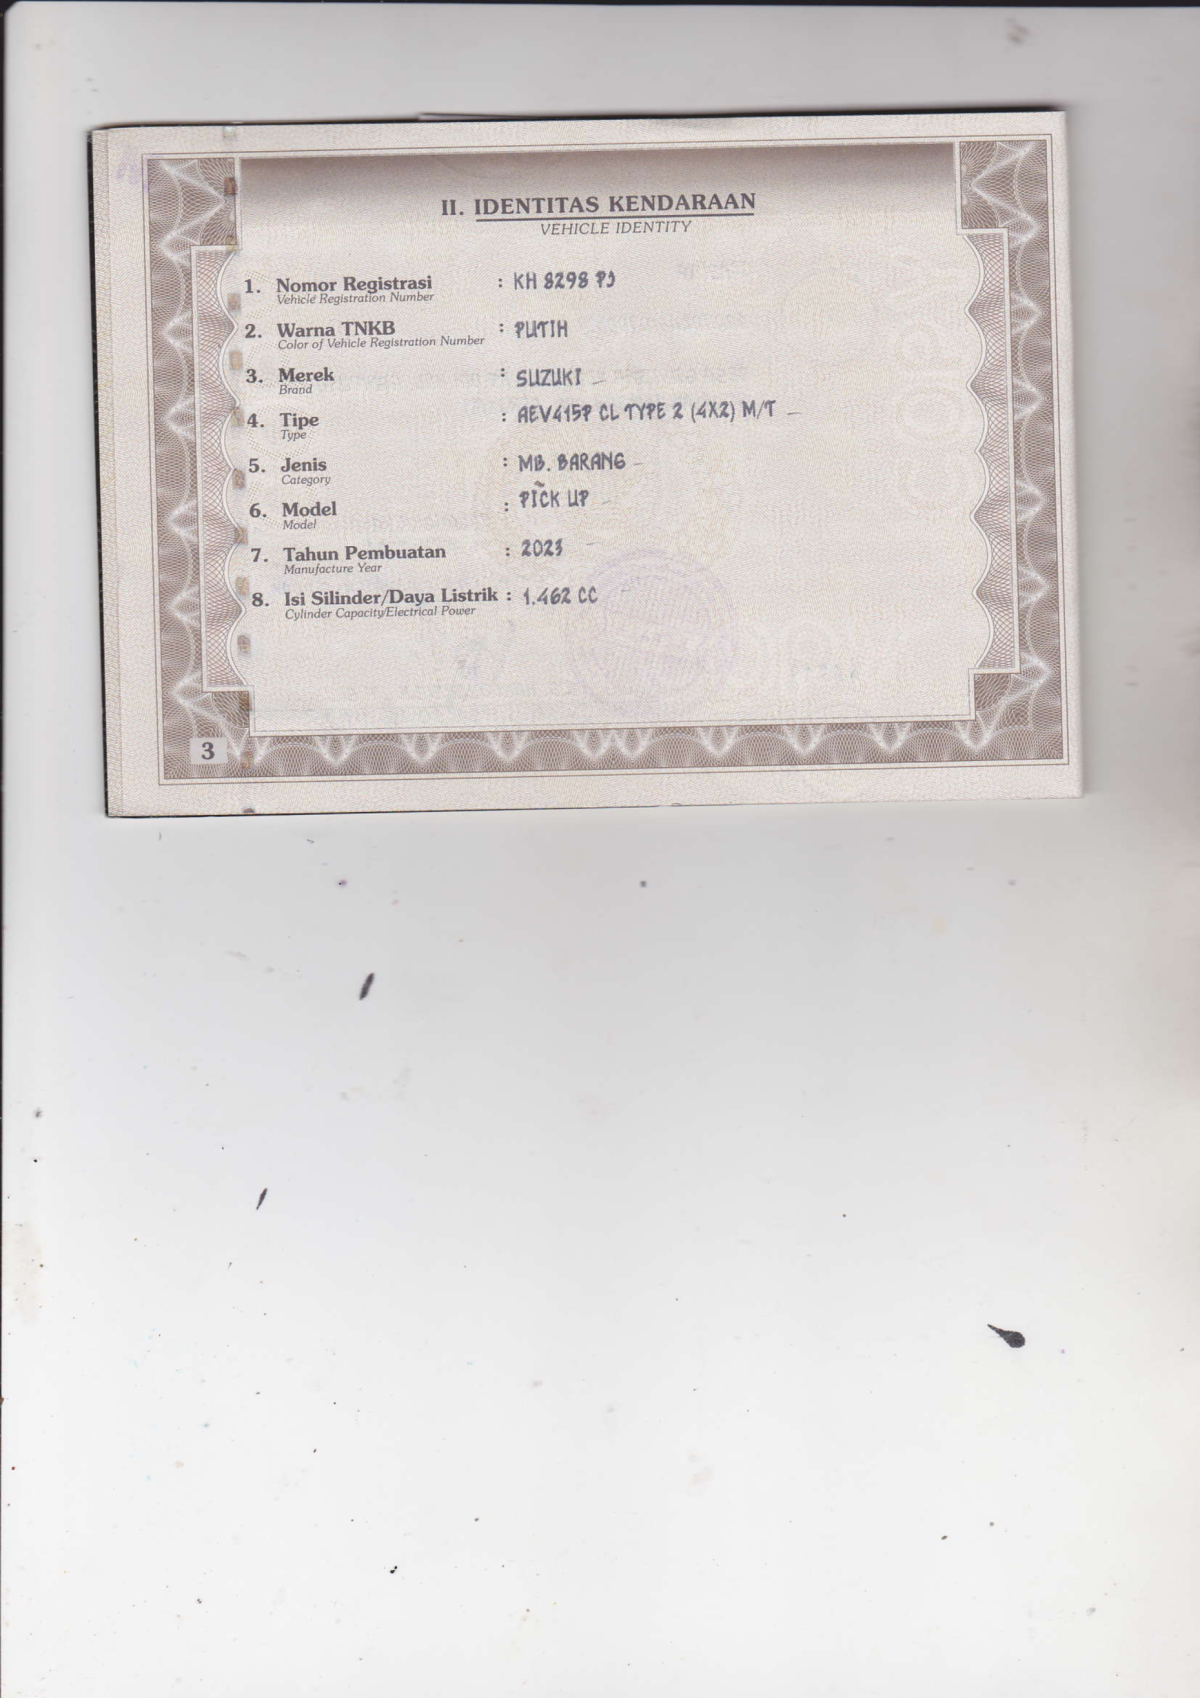 II. IDENTITAS KENDARAAN
VEHICLE IDENTITY
1. Nomor Registrasi : KH 8298 PJ
Vehicle Registration Number
2. Warna TNKB : PUTIH
Color of Vehicle Registration Number
3. Merek : SUZUKI –
Brand
4. Tipe : AEV415P CL TYPE 2 (4X2) M/T –
Type
5. Jenis : MB. BARANG –
Category
6. Model : PICK UP –
Model
7. Tahun Pembuatan : 2023 –
Manufacture Year
8. Isi Silinder/Daya Listrik : 1.462 CC –
Cylinder Capacity/Electrical Power
3